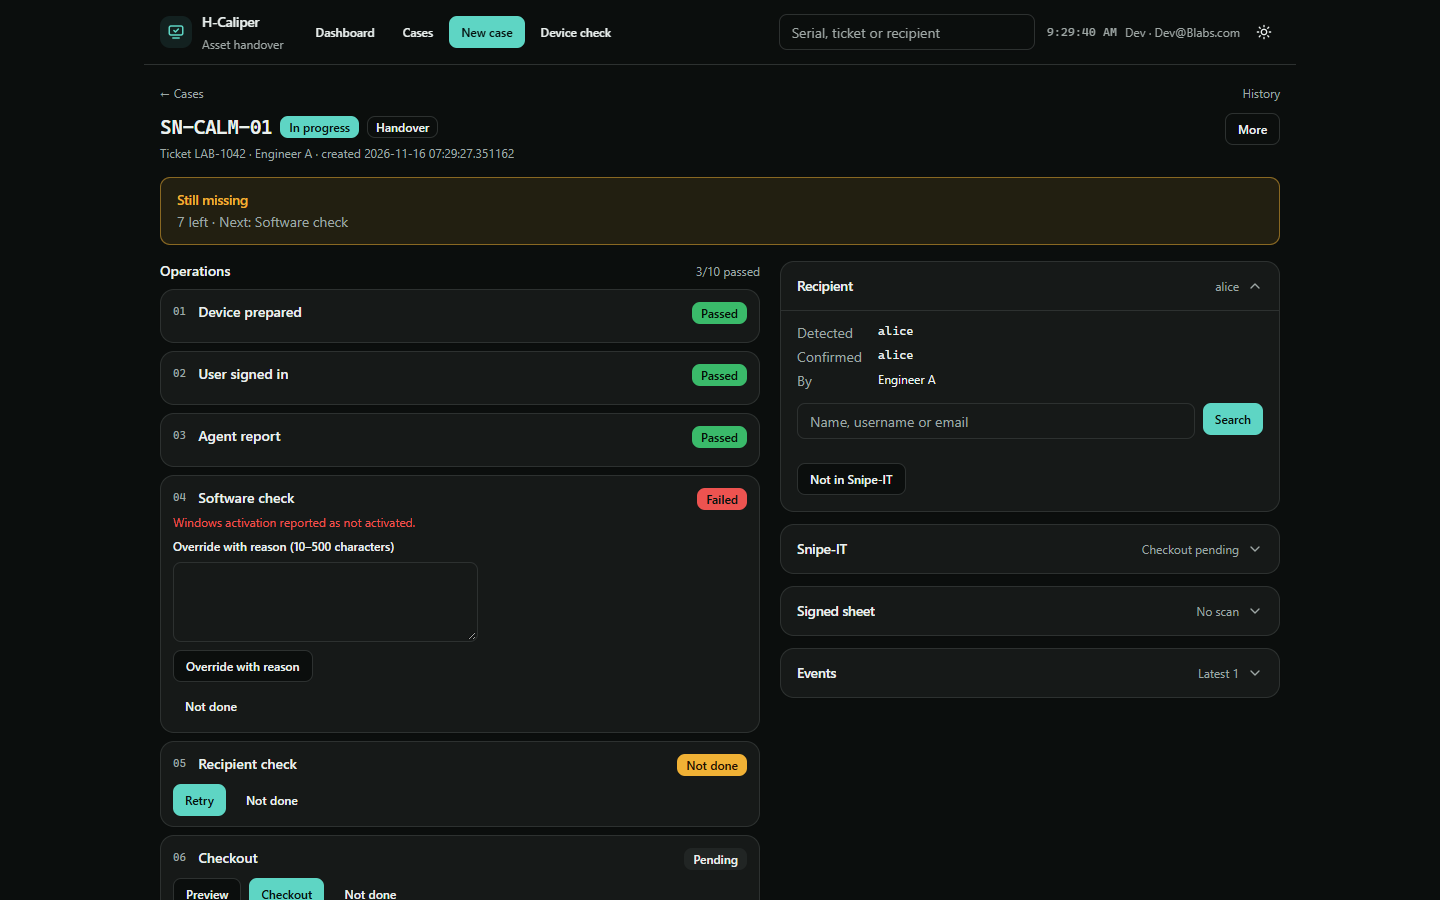 H-Caliper
Asset handover
Dashboard
Cases
New case
Device check
Serial, ticket or recipient
9:29:40 AM
Dev · Dev@Blabs.com
← Cases
History
SN-CALM-01
In progress
Handover
More
Ticket LAB-1042 · Engineer A · created 2026-11-16 07:29:27.351162
Still missing
7 left · Next: Software check
Operations
3/10 passed
01 Device prepared
Passed
02 User signed in
Passed
03 Agent report
Passed
04 Software check
Failed
Windows activation reported as not activated.
Override with reason (10–500 characters)
Override with reason
Not done
05 Recipient check
Not done
Retry
Not done
06 Checkout
Pending
Preview
Checkout
Not done
Recipient
alice
Detected alice
Confirmed alice
By Engineer A
Name, username or email
Search
Not in Snipe-IT
Snipe-IT
Checkout pending
Signed sheet
No scan
Events
Latest 1